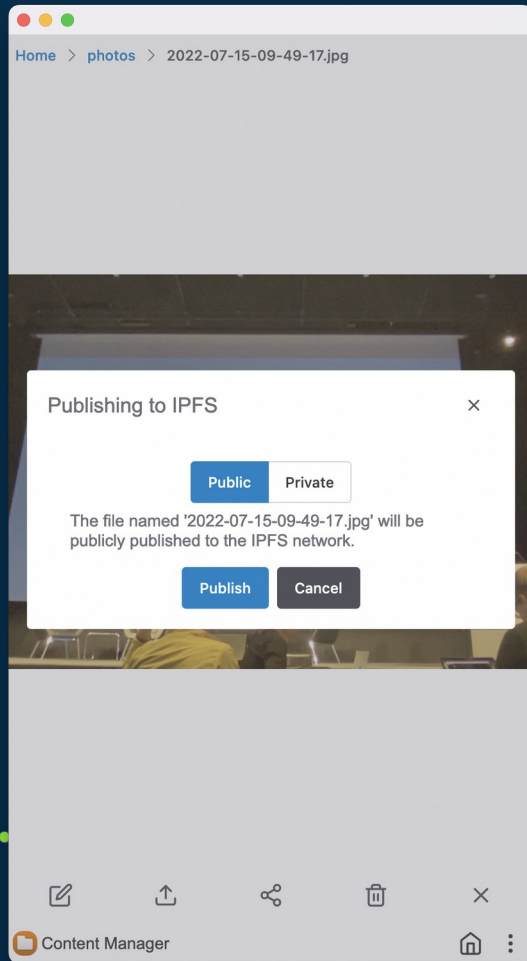 Home > photos > 2022-07-15-09-49-17.jpg
Publishing to IPFS
Public Private
The file named '2022-07-15-09-49-17.jpg' will be
publicly published to the IPFS network.
Publish Cancel
Content Manager